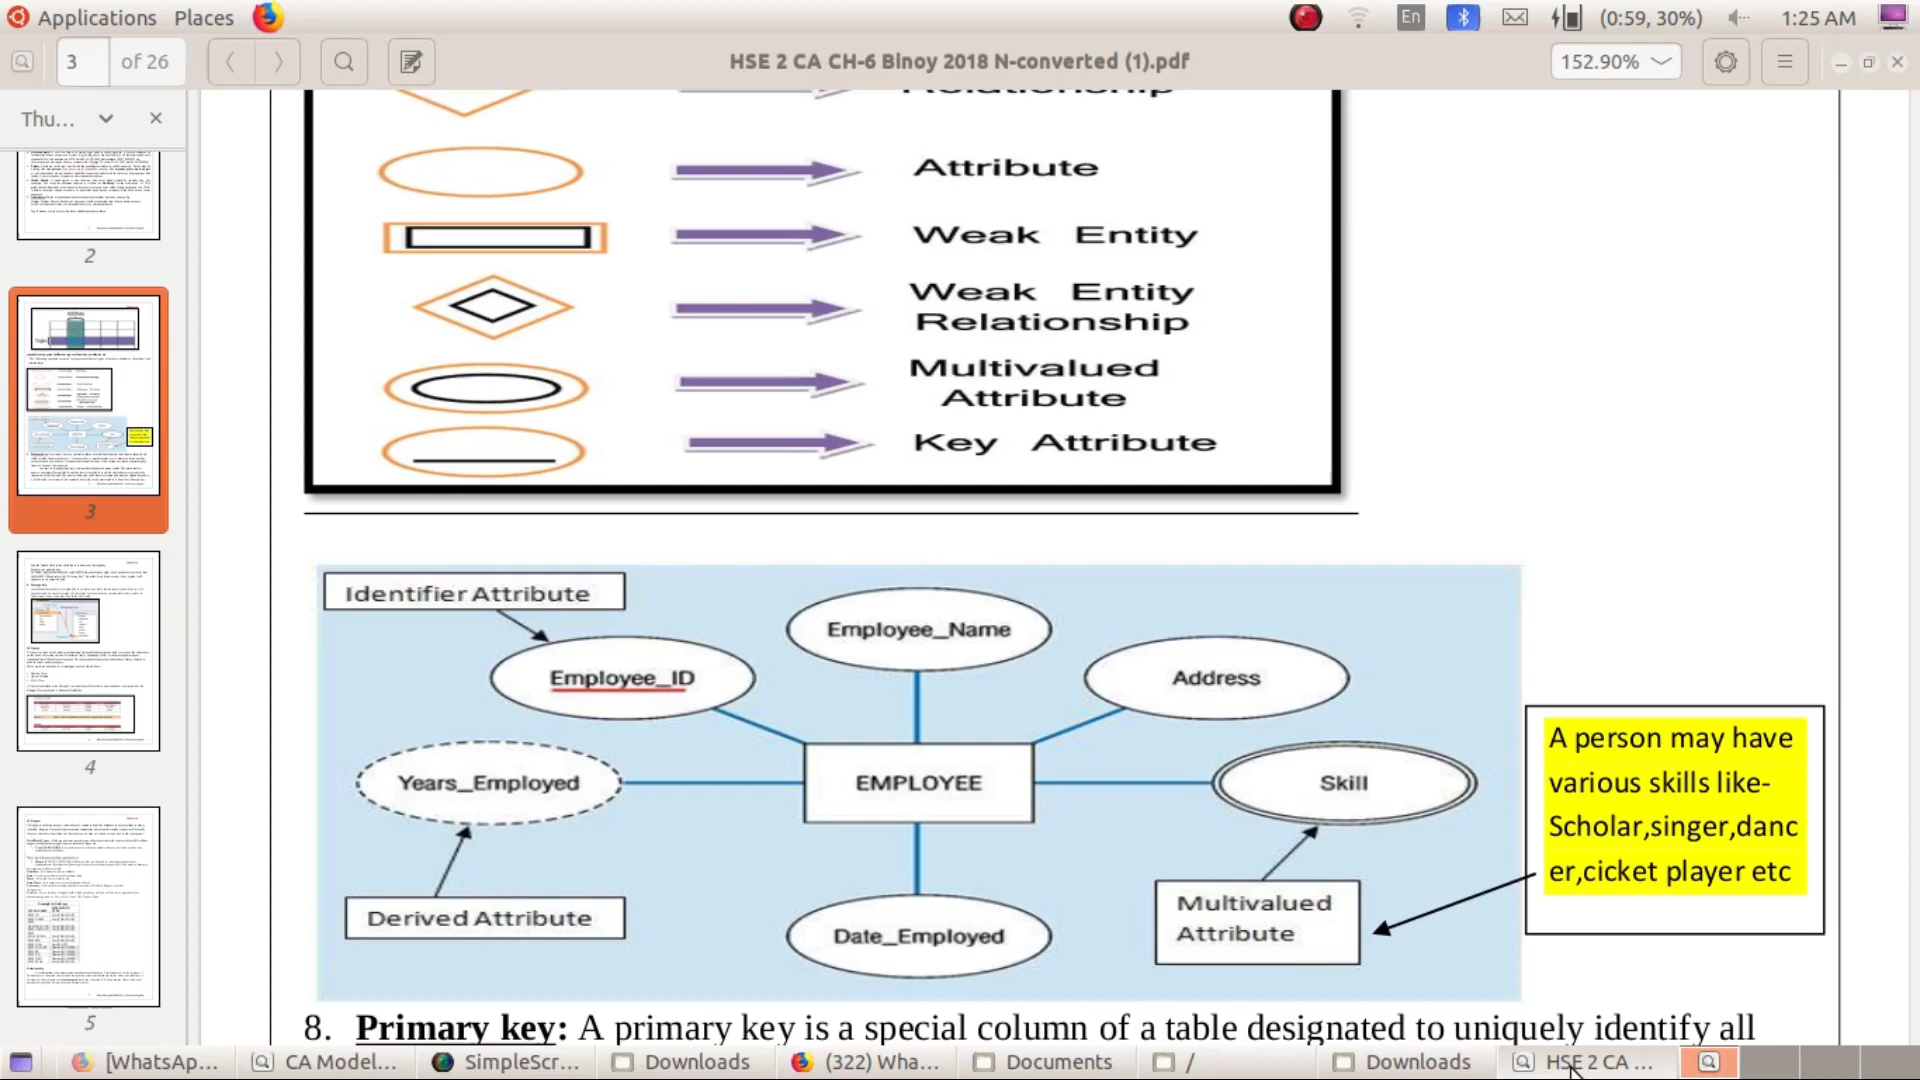 Applications Places
En (0:59, 30%) 1:25 AM
3 of 26
HSE 2 CA CH-6 Binoy 2018 N-converted (1).pdf
152.90%
Thu...
2
3
4
5
Relationship
Attribute
Weak Entity
Weak Entity
Relationship
Multivalued
Attribute
Key Attribute
Identifier Attribute
Employee_Name
Employee_ID
Address
Years_Employed
EMPLOYEE
Skill
Derived Attribute
Date_Employed
Multivalued
Attribute
A person may have
various skills like-
Scholar,singer,danc
er,cicket player etc
8. Primary key: A primary key is a special column of a table designated to uniquely identify all
[WhatsAp...
CA Model...
SimpleScr...
Downloads
(322) Wha...
Documents
/
Downloads
HSE 2 CA ...